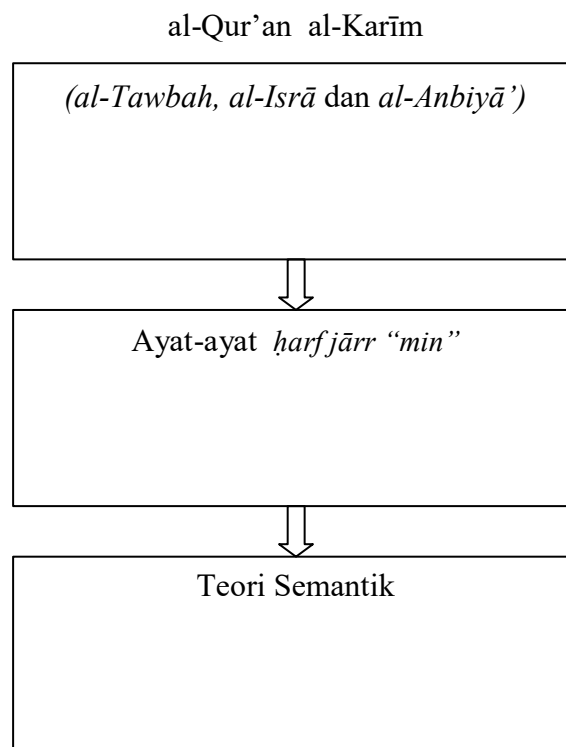 al-Qur’an al-Karīm
(al-Tawbah, al-Isrā dan al-Anbiyā’)
Ayat-ayat ḥarf jārr “min”
Teori Semantik